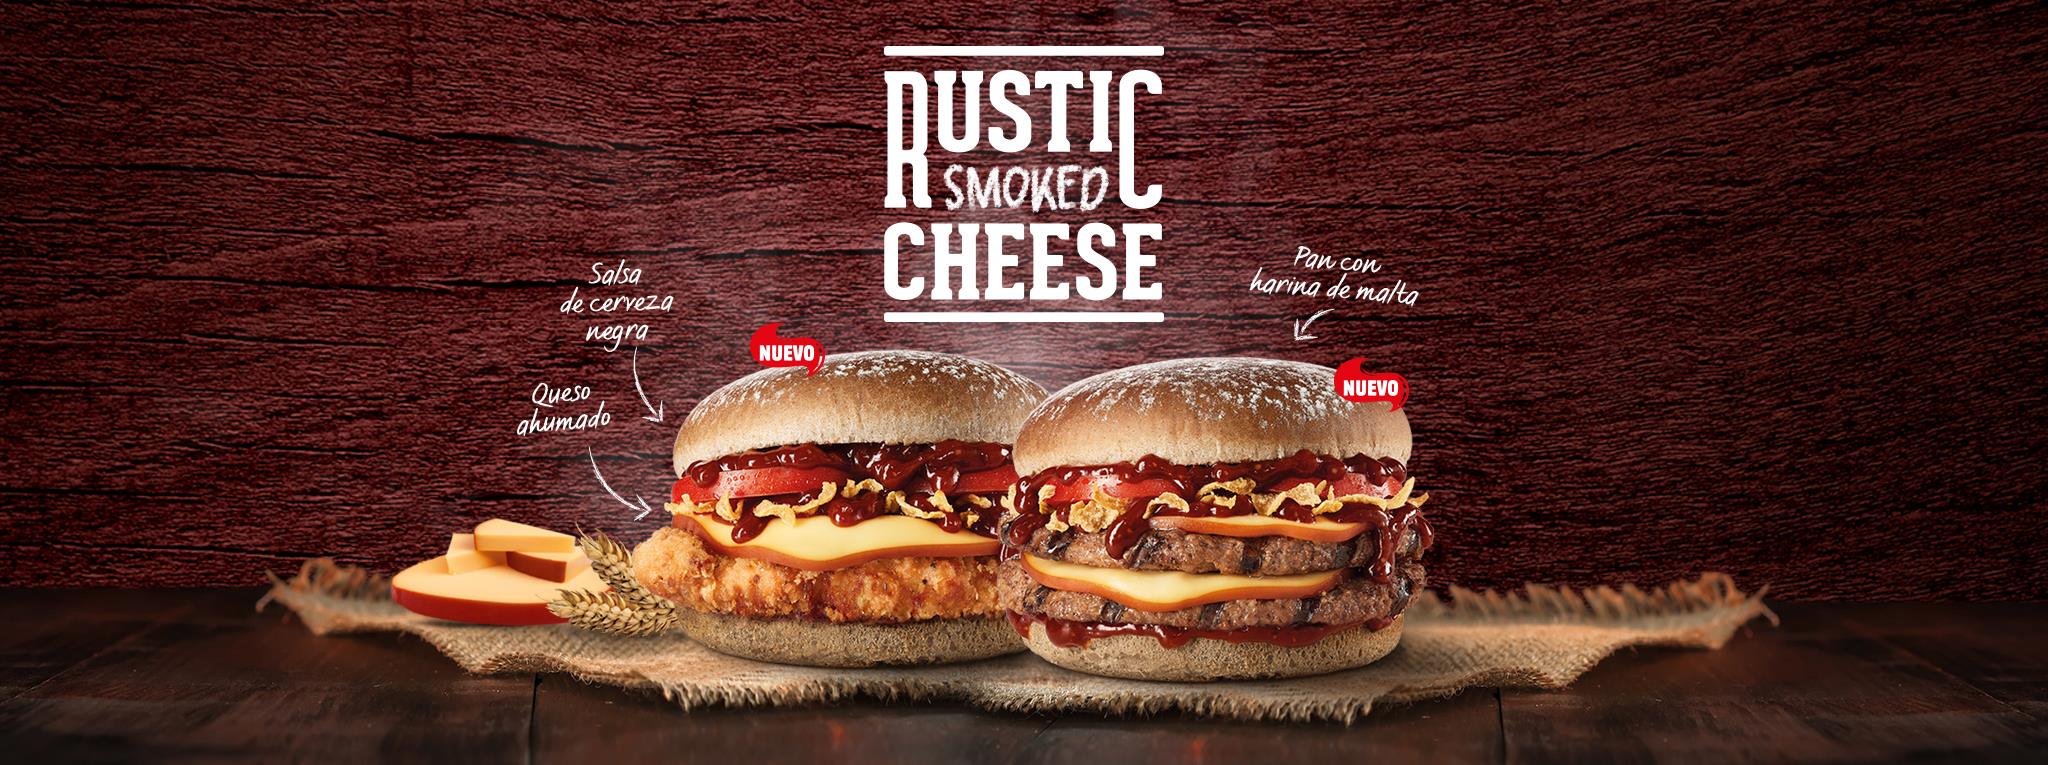 RUSTIC
SMOKED
CHEESE
Salsa
de cerveza
negra
Queso
ahumado
Pan con
harina de malta
NUEVO
NUEVO